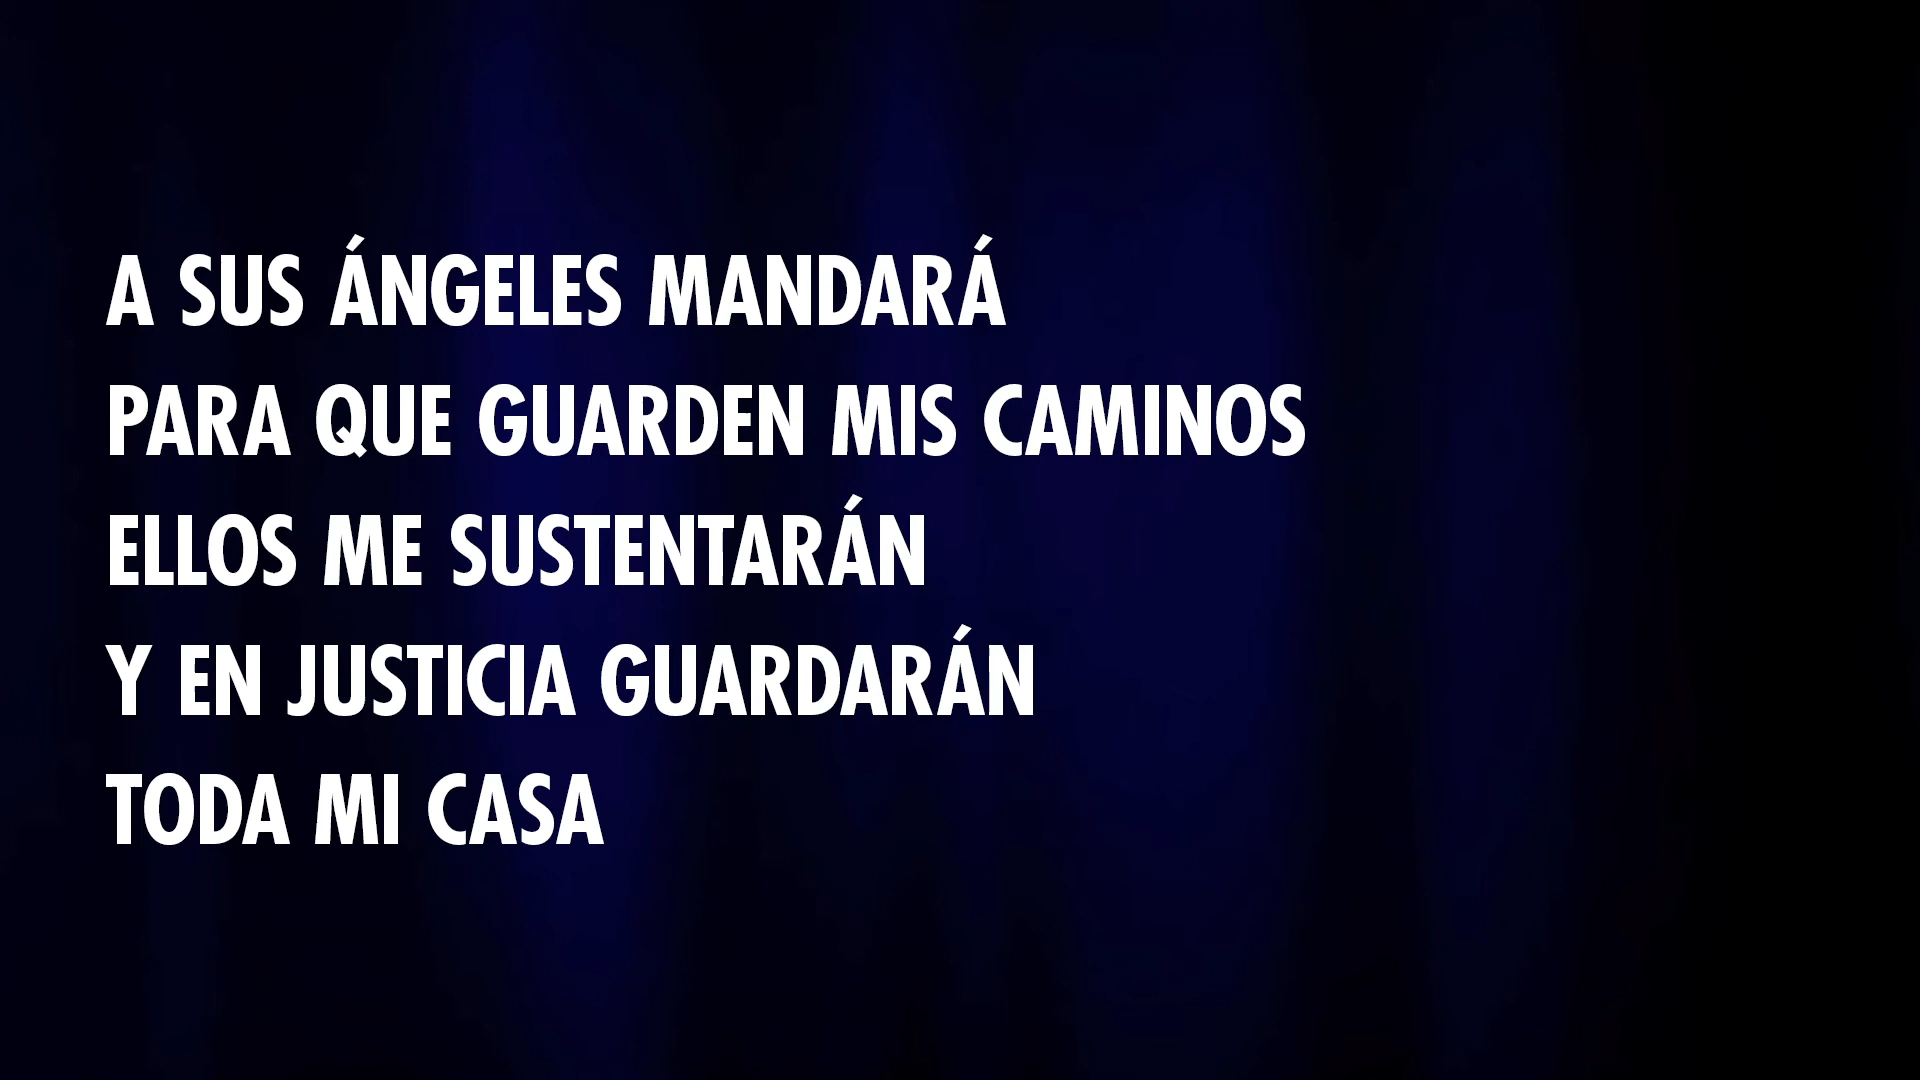 A SUS ÁNGELES MANDARÁ
PARA QUE GUARDEN MIS CAMINOS
ELLOS ME SUSTENTARÁN
Y EN JUSTICIA GUARDARÁN
TODA MI CASA